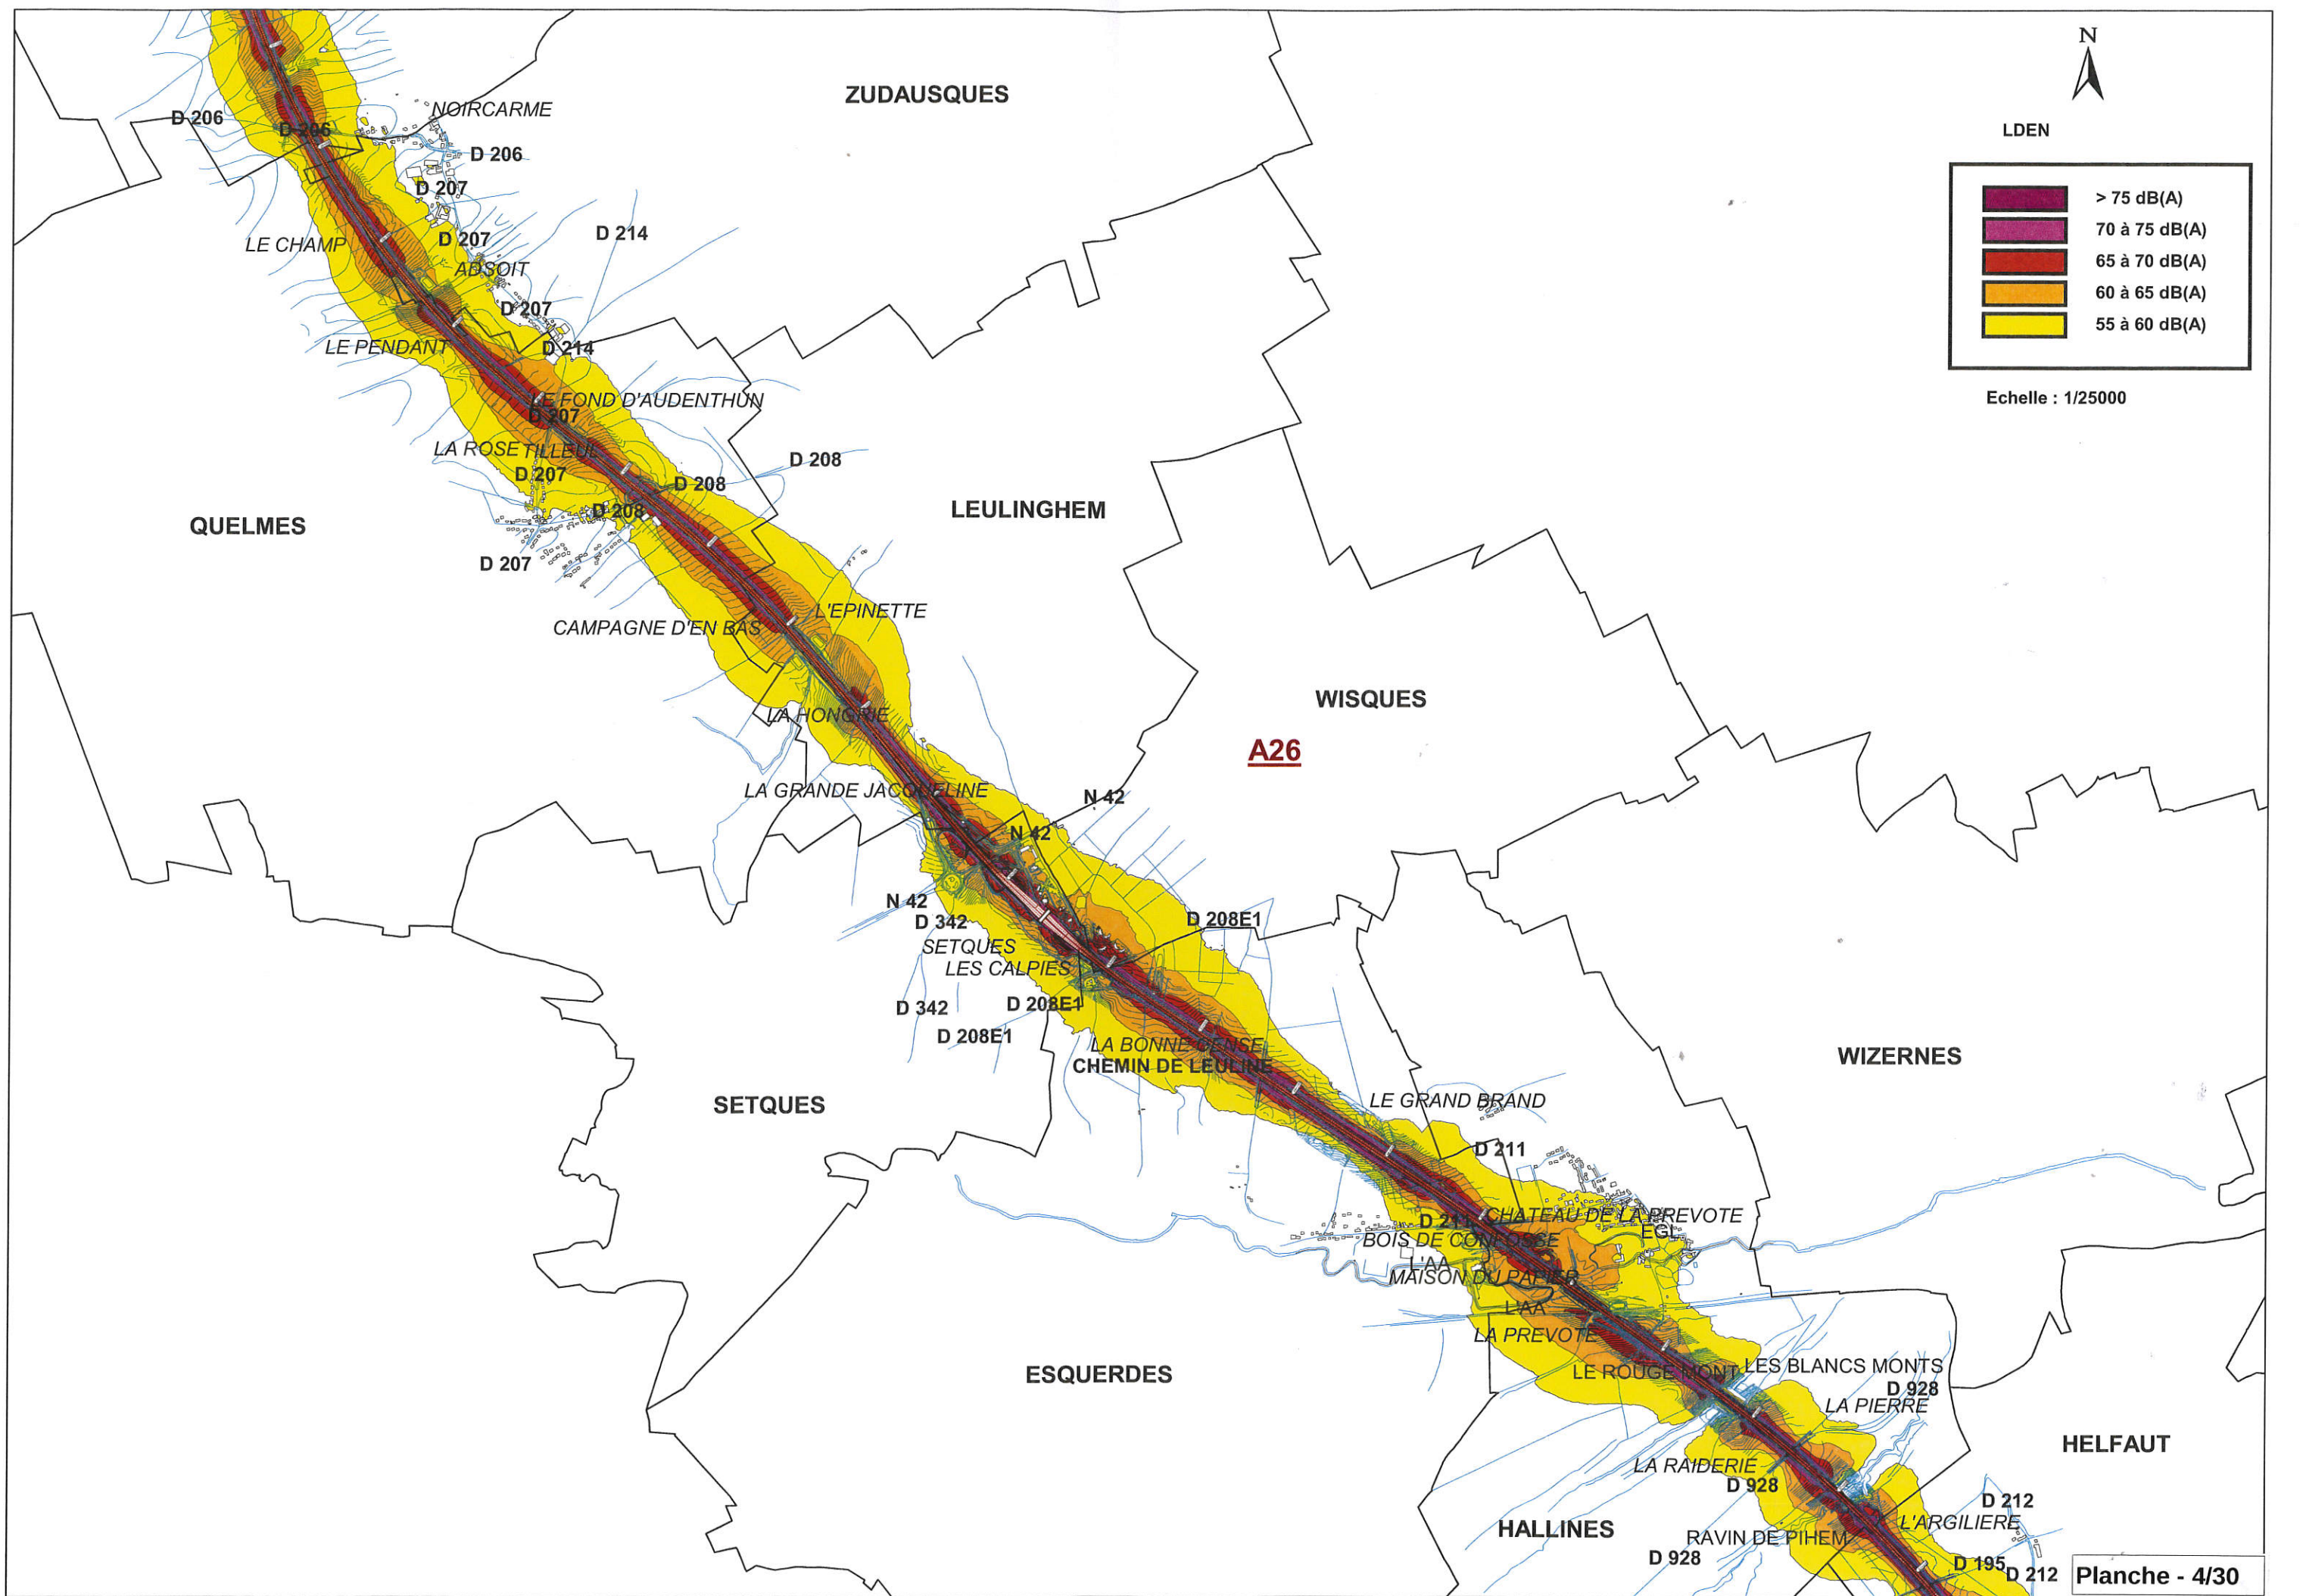 N
LDEN
> 75 dB(A)
70 à 75 dB(A)
65 à 70 dB(A)
60 à 65 dB(A)
55 à 60 dB(A)
Echelle : 1/25000
ZUDAUSQUES
NOIRCARME
D 206
D 206
D 206
D 207
D 214
LE CHAMP
D 207
ADSOIT
D 207
LE PENDANT
D 214
LE FOND D'AUDENTHUN
D 207
LA ROSE TILLEUL
D 208
D 207
D 208
D 208
LEULINGHEM
QUELMES
D 207
L'EPINETTE
CAMPAGNE D'EN BAS
WISQUES
LA HONGRIE
A26
LA GRANDE JACQUELINE
N 42
N 42
N 42
D 342
D 208E1
SETQUES
LES CALPIES
D 342
D 208E1
D 208E1
LA BONNE CENSE
CHEMIN DE LEULINE
WIZERNES
SETQUES
LE GRAND BRAND
D 211
D 211
CHATEAU DE LA PREVOTE
EGL
BOIS DE CONFOSSE
L'AA
MAISON DU PAPIER
L'AA
LA PREVOTE
LE ROUGE MONT
LES BLANCS MONTS
ESQUERDES
D 928
LA PIERRE
HELFAUT
LA RAIDERIE
D 928
D 212
L'ARGILIERE
HALLINES
RAVIN DE PIHEM
D 928
D 195
D 212
Planche - 4/30